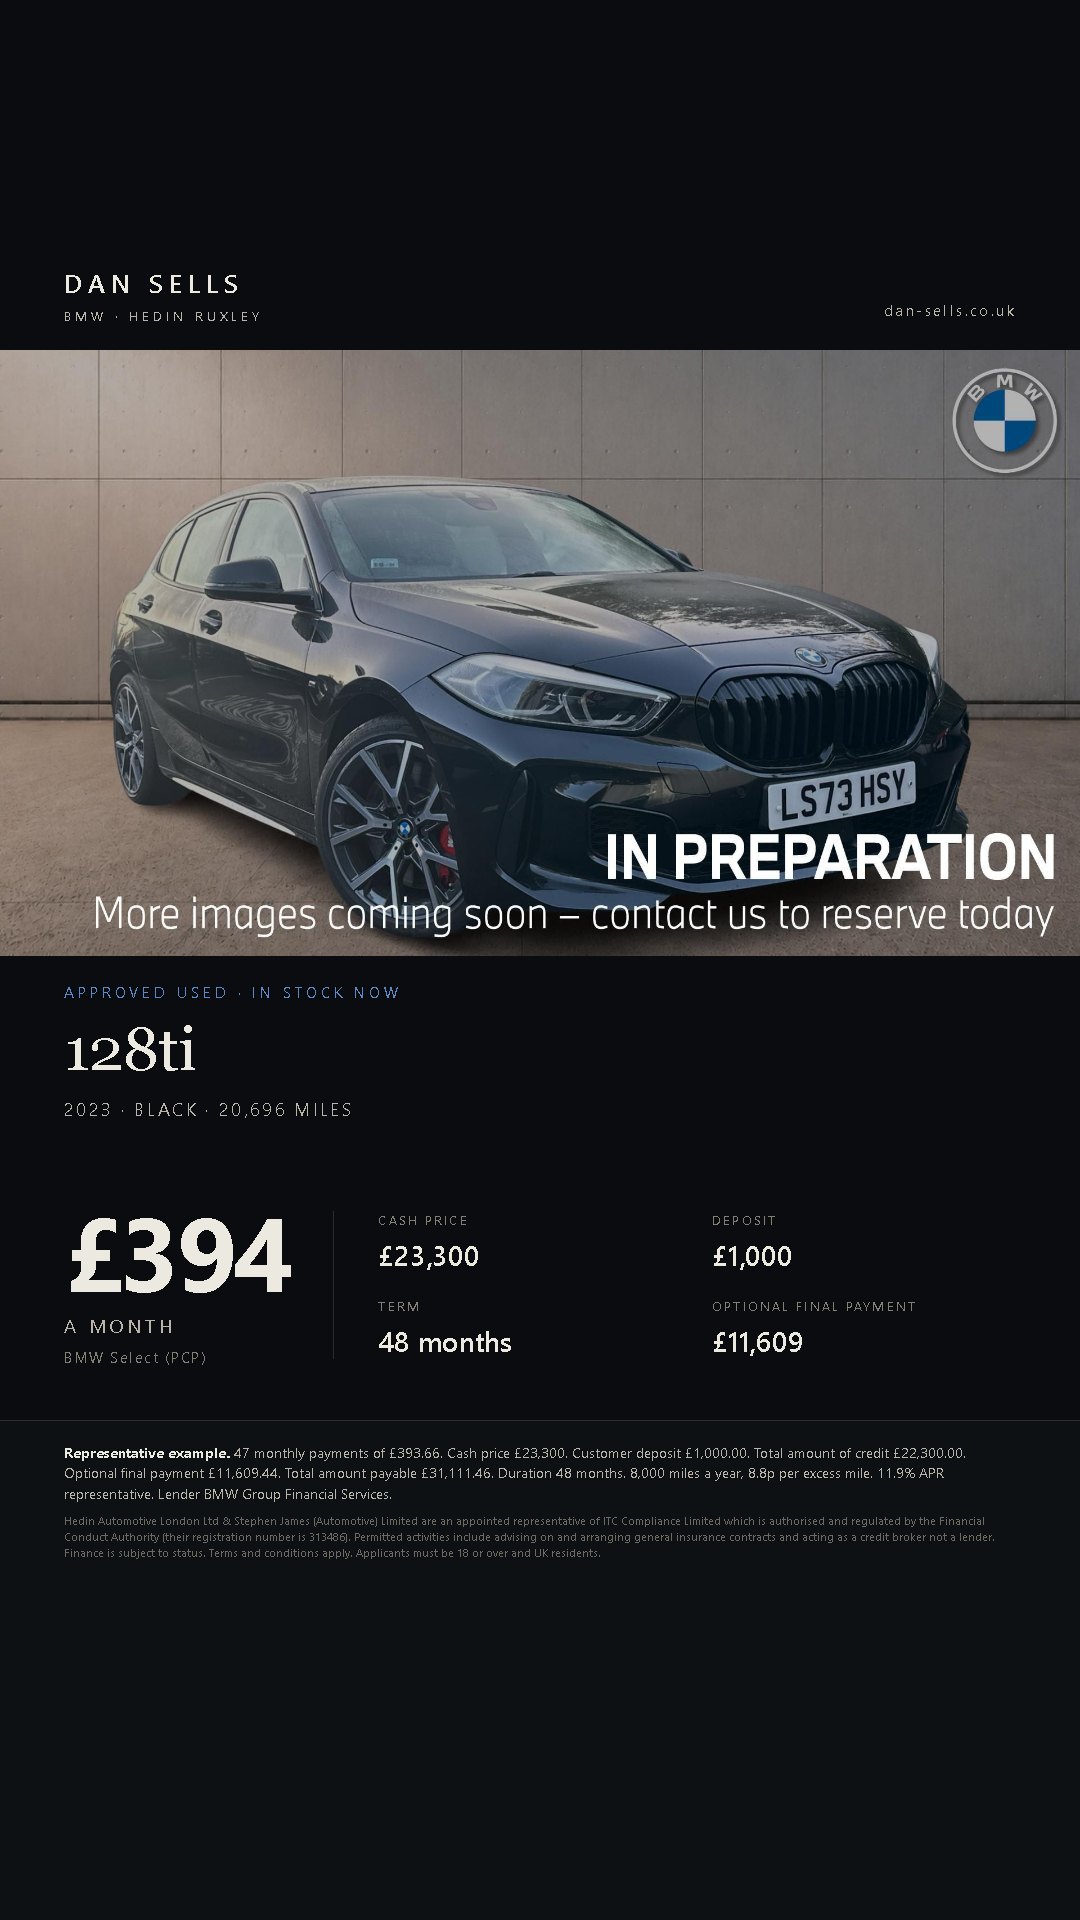 DAN SELLS
BMW · HEDIN RUXLEY
dan-sells.co.uk
BMW
LS73 HSY
IN PREPARATION
More images coming soon – contact us to reserve today
APPROVED USED · IN STOCK NOW
128ti
2023 · BLACK · 20,696 MILES
£394
A MONTH
BMW Select (PCP)
CASH PRICE
£23,300
DEPOSIT
£1,000
TERM
48 months
OPTIONAL FINAL PAYMENT
£11,609
Representative example. 47 monthly payments of £393.66. Cash price £23,300. Customer deposit £1,000.00. Total amount of credit £22,300.00.
Optional final payment £11,609.44. Total amount payable £31,111.46. Duration 48 months. 8,000 miles a year, 8.8p per excess mile. 11.9% APR
representative. Lender BMW Group Financial Services.
Hedin Automotive London Ltd & Stephen James (Automotive) Limited are an appointed representative of ITC Compliance Limited which is authorised and regulated by the Financial
Conduct Authority (their registration number is 313486). Permitted activities include advising on and arranging general insurance contracts and acting as a credit broker not a lender.
Finance is subject to status. Terms and conditions apply. Applicants must be 18 or over and UK residents.